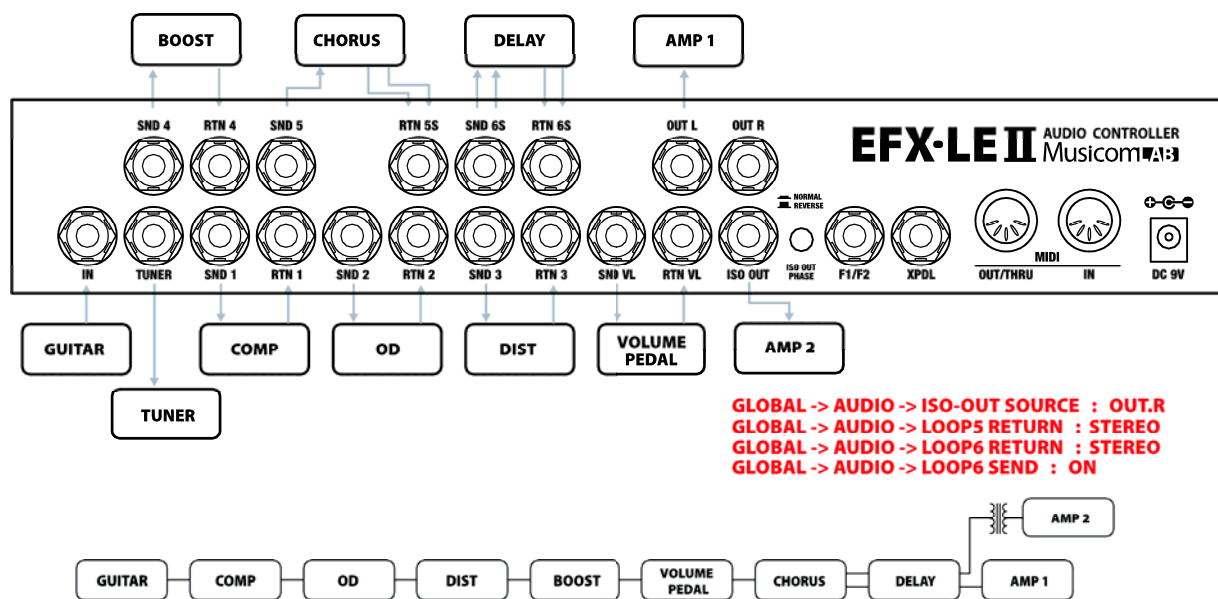 BOOST
CHORUS
DELAY
AMP 1
SND 4
RTN 4
SND 5
RTN 5S
SND 6S
RTN 6S
OUT L
OUT R
EFX·LE II AUDIO CONTROLLER
MusicomLAB
NORMAL
REVERSE
IN
TUNER
SND 1
RTN 1
SND 2
RTN 2
SND 3
RTN 3
SND VL
RTN VL
ISO OUT
ISO OUT
PHASE
F1/F2
XPDL
OUT/THRU
MIDI
IN
DC 9V
GUITAR
COMP
OD
DIST
VOLUME
PEDAL
AMP 2
TUNER
GLOBAL -> AUDIO -> ISO-OUT SOURCE : OUT.R
GLOBAL -> AUDIO -> LOOP5 RETURN : STEREO
GLOBAL -> AUDIO -> LOOP6 RETURN : STEREO
GLOBAL -> AUDIO -> LOOP6 SEND : ON
AMP 2
GUITAR
COMP
OD
DIST
BOOST
VOLUME
PEDAL
CHORUS
DELAY
AMP 1